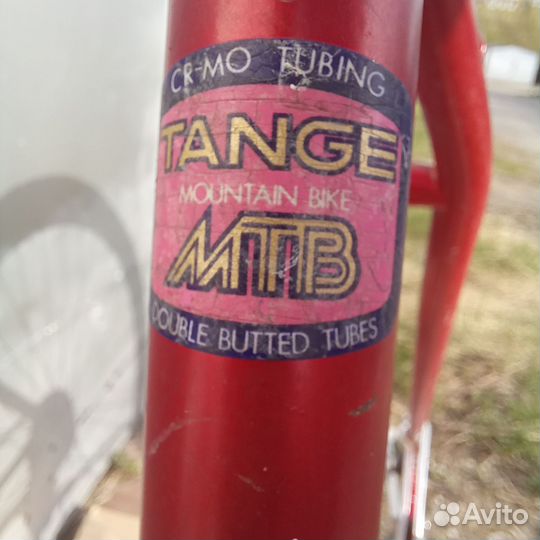 CR-MO TUBING
TANGE
MOUNTAIN BIKE
MTB
DOUBLE BUTTED TUBES
Avito